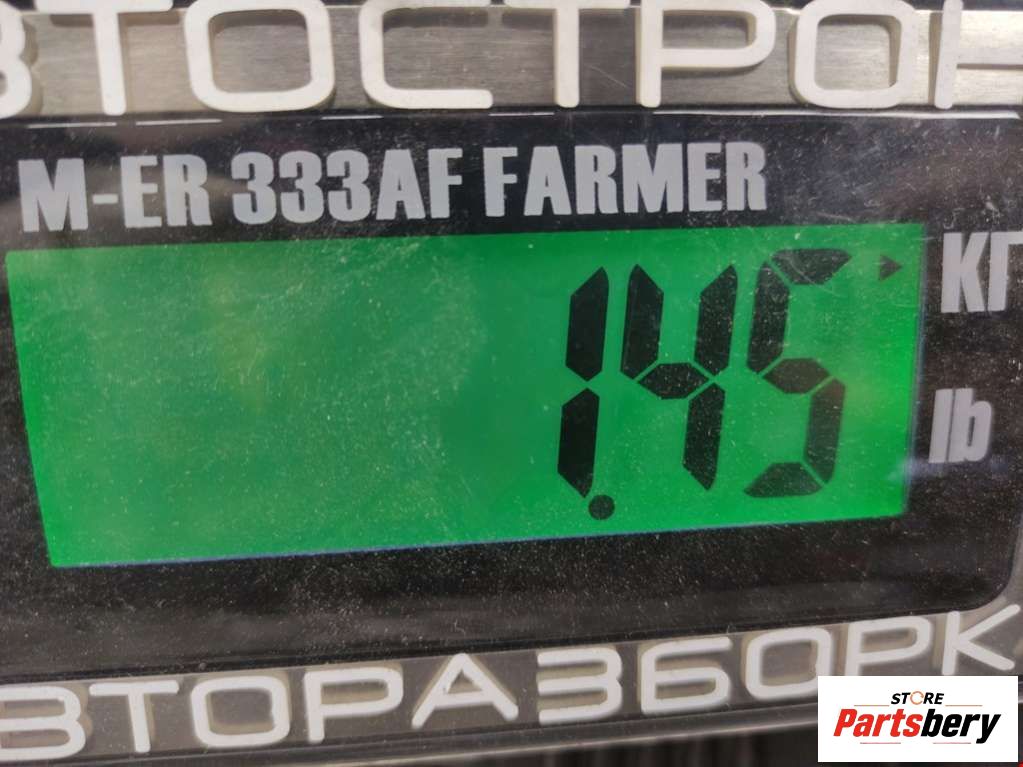 ВТОСТРОН
M-ER 333AF FARMER
1.45
КГ
lb
ВТОРАЗБОРК
STORE
Partsbery